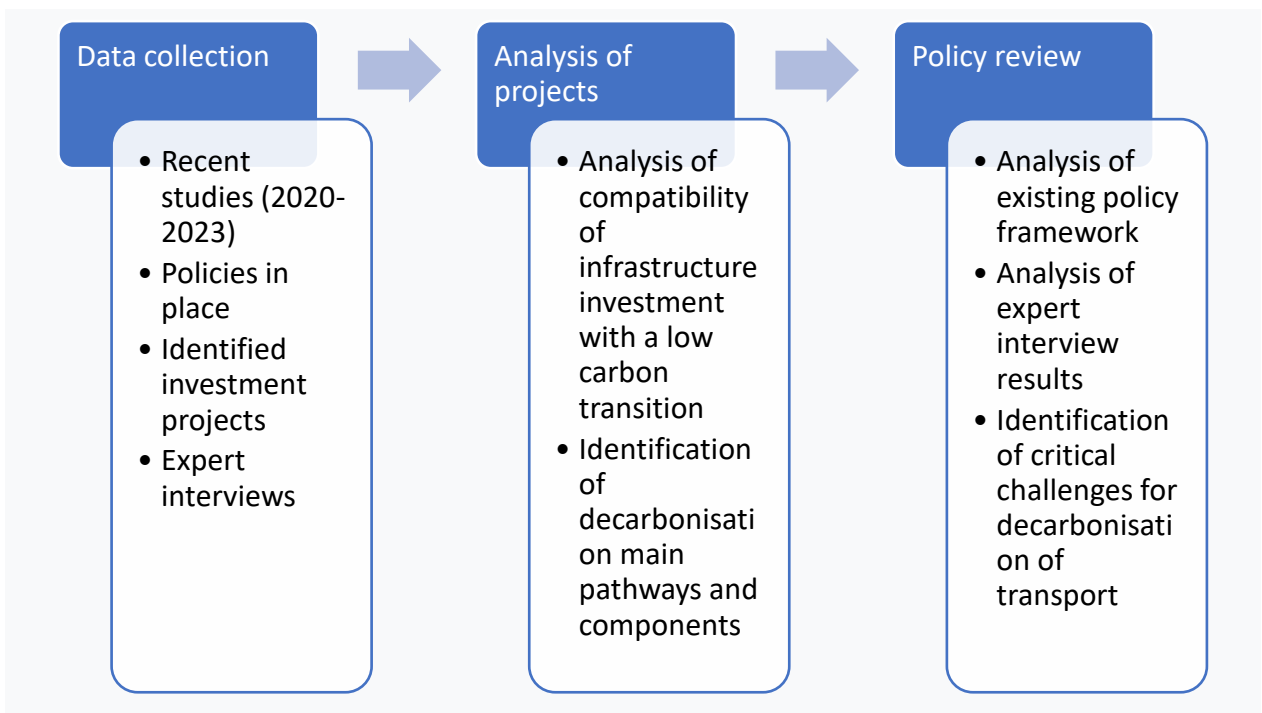 Data collection
• Recent
studies (2020-
2023)
• Policies in
place
• Identified
investment
projects
• Expert
interviews
Analysis of
projects
• Analysis of
compatibility
of
infrastructure
investment
with a low
carbon
transition
• Identification
of
decarbonisati
on main
pathways and
components
Policy review
• Analysis of
existing policy
framework
• Analysis of
expert
interview
results
• Identification
of critical
challenges for
decarbonisati
on of
transport